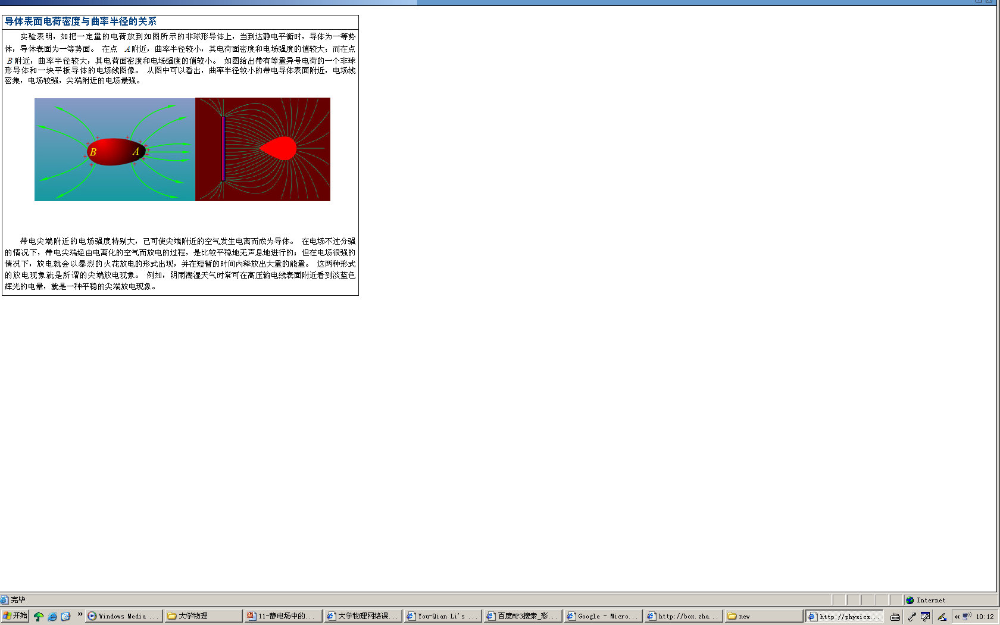 导体表面电荷密度与曲率半径的关系
实验表明，如把一定量的电荷放到如图所示的非球形导体上，当到达静电平衡时，导体为一等势
体，导体表面为一等势面。 在点 A附近，曲率半径较小，其电荷面密度和电场强度的值较大；而在点
B附近，曲率半径较大，其电荷面密度和电场强度的值较小。 如图给出带有等量异号电荷的一个非球
形导体和一块平板导体的电场线图像。 从图中可以看出，曲率半径较小的带电导体表面附近，电场线
密集，电场较强，尖端附近的电场最强。
B A
带电尖端附近的电场强度特别大，已可使尖端附近的空气发生电离而成为导体。 在电场不过分强
的情况下，带电尖端经由电离化的空气而放电的过程，是比较平稳地无声息地进行的；但在电场很强的
情况下，放电就会以暴烈的火花放电的形式出现，并在短暂的时间内释放出大量的能量。 这两种形式
的放电现象就是所谓的尖端放电现象。 例如，阴雨潮湿天气时常可在高压输电线表面附近看到淡蓝色
辉光的电晕，就是一种平稳的尖端放电现象。
完毕 Internet
开始 » Windows Media ... 大学物理 11-静电场中的... 大学物理网络课... You-Qian Li's ... 百度MP3搜索_彩... Google - Micro... http://box.zha... new http://physics... « 10:12